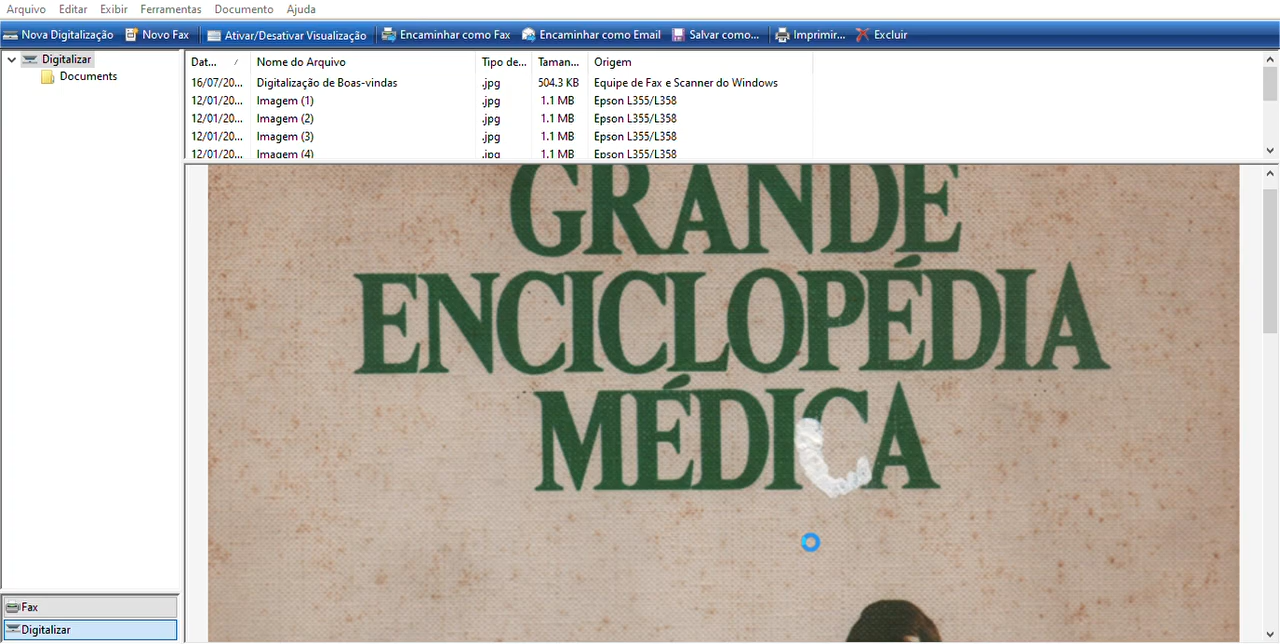 Arquivo Editar Exibir Ferramentas Documento Ajuda
Nova Digitalização Novo Fax Ativar/Desativar Visualização Encaminhar como Fax Encaminhar como Email Salvar como... Imprimir... Excluir
Digitalizar
Documents
Dat... Nome do Arquivo Tipo de... Taman... Origem
16/07/20... Digitalização de Boas-vindas .jpg 504.3 KB Equipe de Fax e Scanner do Windows
12/01/20... Imagem (1) .jpg 1.1 MB Epson L355/L358
12/01/20... Imagem (2) .jpg 1.1 MB Epson L355/L358
12/01/20... Imagem (3) .jpg 1.1 MB Epson L355/L358
12/01/20... Imagem (4) .jpg 1.1 MB Epson L355/L358
GRANDE
ENCICLOPÉDIA
MÉDICA
Fax
Digitalizar